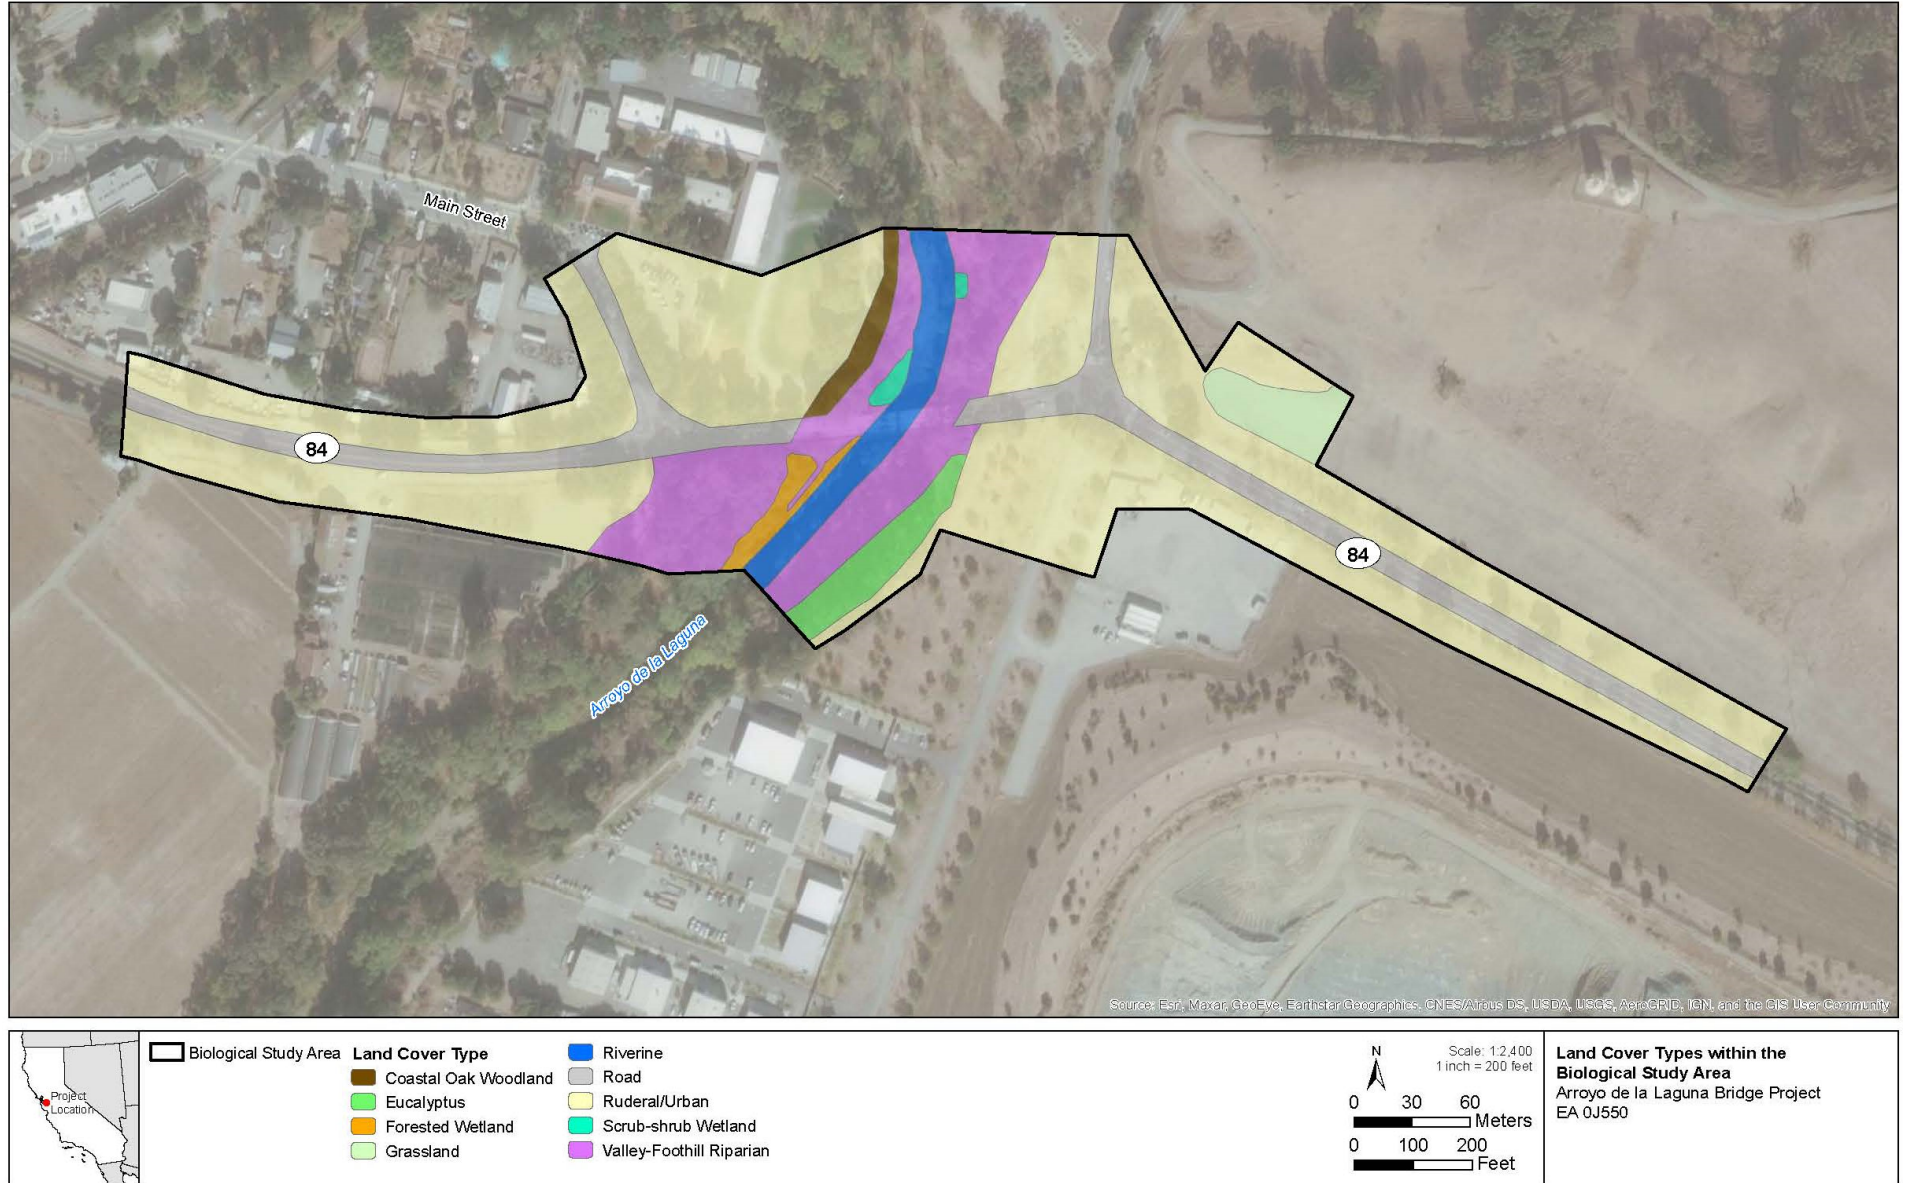 Main Street
84
84
Arroyo de la Laguna
Source: Esri, Maxar, GeoEye, Earthstar Geographics, CNES/Airbus DS, USDA, USGS, AeroGRID, IGN, and the GIS User Community
Project
Location
Biological Study Area
Land Cover Type
Coastal Oak Woodland
Eucalyptus
Forested Wetland
Grassland
Riverine
Road
Ruderal/Urban
Scrub-shrub Wetland
Valley-Foothill Riparian
N
Scale: 1:2,400
1 inch = 200 feet
0 30 60
Meters
0 100 200
Feet
Land Cover Types within the
Biological Study Area
Arroyo de la Laguna Bridge Project
EA 0J550